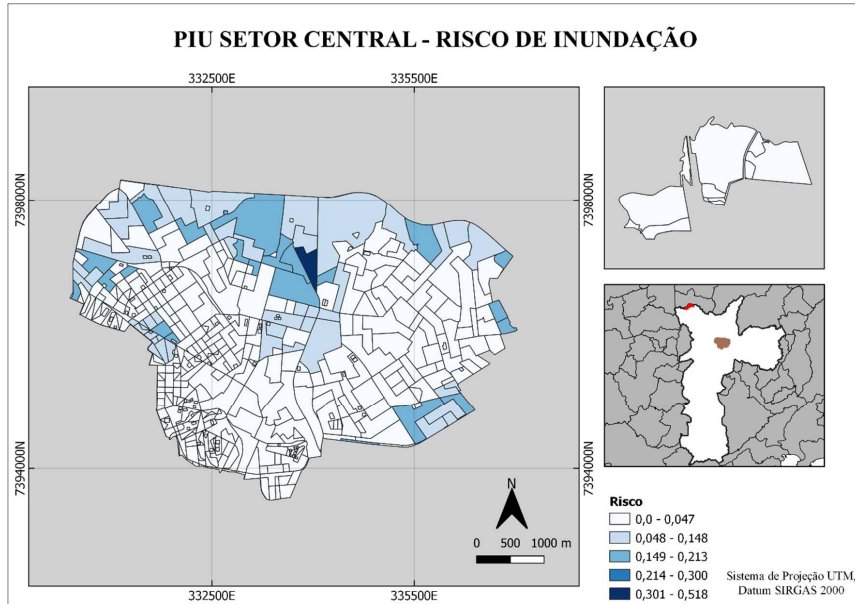 PIU SETOR CENTRAL - RISCO DE INUNDAÇÃO
332500E
335500E
7398000N
7398000N
7394000N
7394000N
N
0 500 1000 m
332500E
335500E
Risco
0,0 - 0,047
0,048 - 0,148
0,149 - 0,213
0,214 - 0,300
0,301 - 0,518
Sistema de Projeção UTM,
Datum SIRGAS 2000